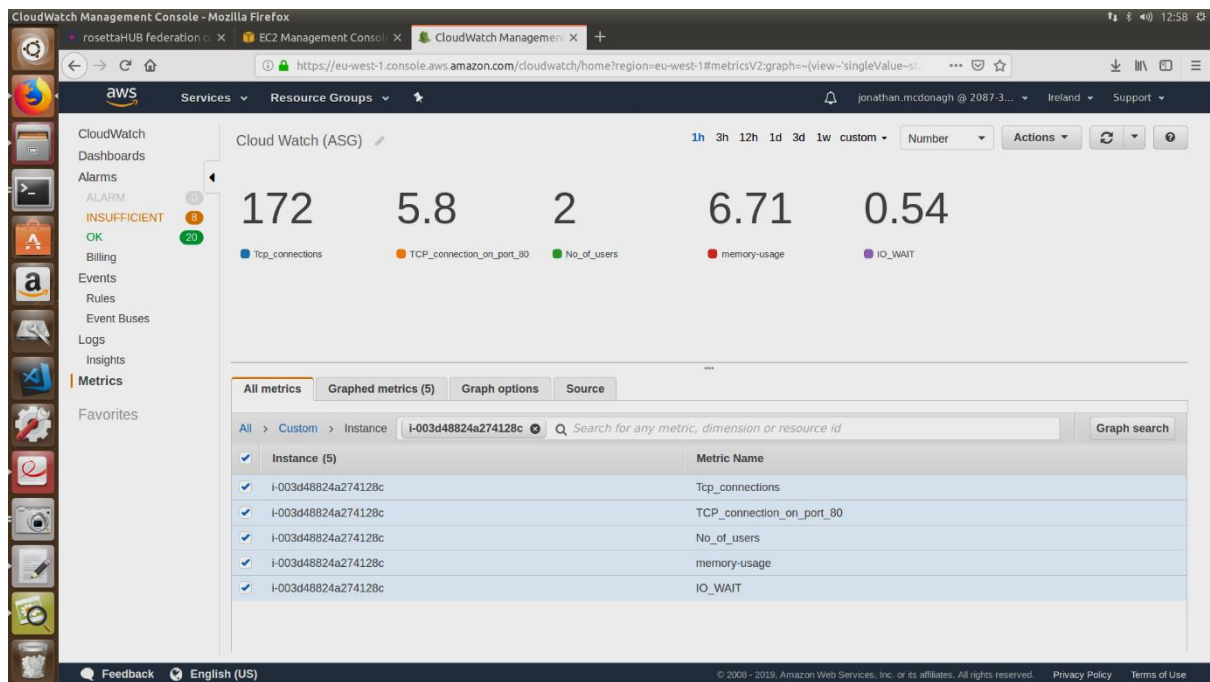 CloudWatch Management Console - Mozilla Firefox
12:58
rosettaHUB federation
EC2 Management Consol
CloudWatch Management
https://eu-west-1.console.aws.amazon.com/cloudwatch/home?region=eu-west-1#metricsV2:graph=~(view~'singleValue~st
aws
Services
Resource Groups
jonathan.mcdonagh @ 2087-3...
Ireland
Support
CloudWatch
Dashboards
Alarms
ALARM 0
INSUFFICIENT 8
OK 20
Billing
Events
Rules
Event Buses
Logs
Insights
Metrics
Favorites
Cloud Watch (ASG)
1h 3h 12h 1d 3d 1w custom
Number
Actions
172 5.8 2 6.71 0.54
Tcp_connections TCP_connection_on_port_80 No_of_users memory-usage IO_WAIT
All metrics Graphed metrics (5) Graph options Source
All > Custom > Instance i-003d48824a274128c Search for any metric, dimension or resource id Graph search
Instance (5) Metric Name
i-003d48824a274128c Tcp_connections
i-003d48824a274128c TCP_connection_on_port_80
i-003d48824a274128c No_of_users
i-003d48824a274128c memory-usage
i-003d48824a274128c IO_WAIT
Feedback English (US)
© 2008 - 2019, Amazon Web Services, Inc. or its affiliates. All rights reserved. Privacy Policy Terms of Use